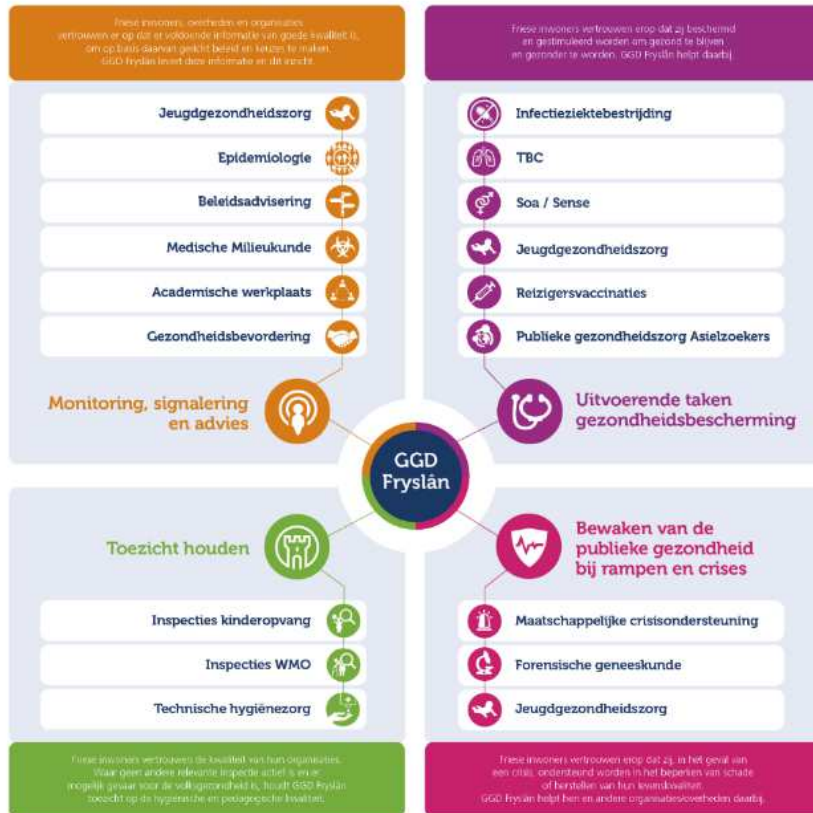 Friese inwoners, overheden en organisaties
vertrouwen er op dat er voldoende informatie van goede kwaliteit is,
om op basis daarvan gericht beleid en keuzes te maken.
GGD Fryslân levert deze informatie en dit inzicht.
Jeugdgezondheidszorg
Epidemiologie
Beleidsadvisering
Medische Milieukunde
Academische werkplaats
Gezondheidsbevordering
Monitoring, signalering
en advies
Friese inwoners vertrouwen erop dat zij beschermd
en gestimuleerd worden om gezond te blijven
en gezonder te worden. GGD Fryslân helpt daarbij.
Infectieziektebestrijding
TBC
Soa / Sense
Jeugdgezondheidszorg
Reizigersvaccinaties
Publieke gezondheidszorg Asielzoekers
Uitvoerende taken
gezondheidsbescherming
GGD
Fryslân
Toezicht houden
Inspecties kinderopvang
Inspecties WMO
Technische hygiënezorg
Friese inwoners vertrouwen de kwaliteit van hun organisaties.
Waar geen andere relevante inspectie actief is en er
mogelijk gevaar voor de volksgezondheid is, houdt GGD Fryslân
toezicht op de hygiënische en pedagogische kwaliteit.
Bewaken van de
publieke gezondheid
bij rampen en crises
Maatschappelijke crisisondersteuning
Forensische geneeskunde
Jeugdgezondheidszorg
Friese inwoners vertrouwen erop dat zij, in het geval van
een crisis, ondersteund worden in het beperken van schade
of herstellen van hun levenskwaliteit.
GGD Fryslân helpt hen en andere organisaties/overheden daarbij.